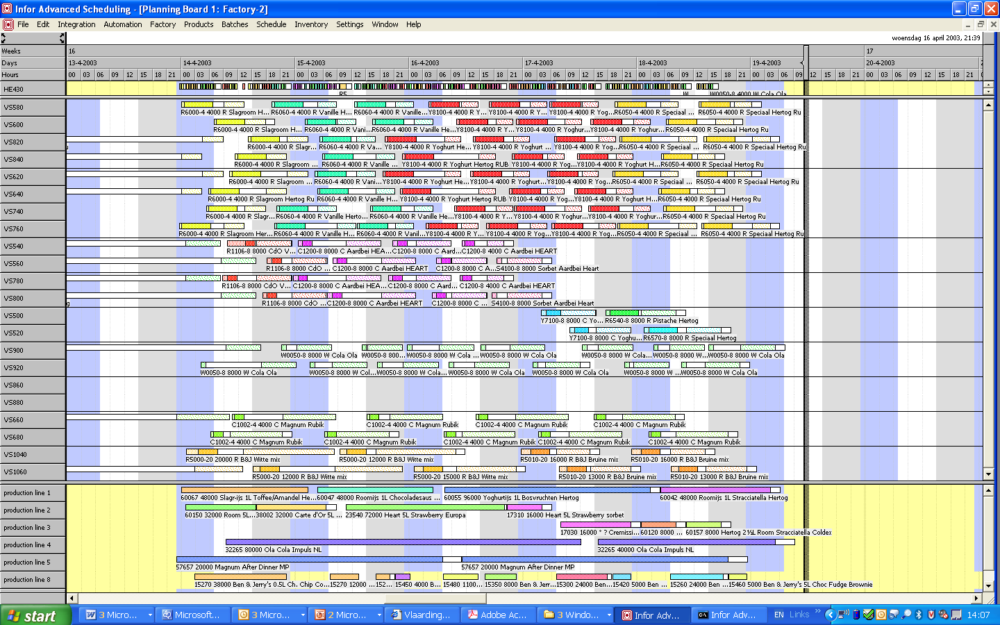 Infor Advanced Scheduling - [Planning Board 1: Factory-2]
File Edit Integration Automation Factory Products Batches Schedule Inventory Settings Window Help
woensdag 16 april 2003, 21:39
Weeks 16 17
Days 13-4-2003 14-4-2003 15-4-2003 16-4-2003 17-4-2003 18-4-2003 19-4-2003 20-4-2003 2
Hours 00 03 06 09 12 15 18 21 00 03 06 09 12 15 18 21 00 03 06 09 12 15 18 21 00 03 06 09 12 15 18 21 00 03 06 09 12 15 18 21 00 03 06 09 12 15 18 21 00 03 06 09 12 15 18 21 00 03 06 09 12 15 18 21
HE430
R5 W W0050-8 4000 W Cola Ola
VS580
R6000-4 4000 R Slagroom H... R6060-4 4000 R Vanille H... R6060-4 4000 R Vanille... Y8100-4 4000 R Y... Y8100-4 4000 R Y... Y8100-4 4000 R Yoghur... R6050-4 4000 R Speciaal ... R6050-4 4000 R Speciaal Hertog Ru
VS600
R6000-4 4000 R Slagroom H... R6060-4 4000 R Vani... R6060-4 4000 R Vanille He... Y8100-4 4000 R Y... Y8100-4 4000 R Yoghur... Y8100-4 4000 R Yoghur... R6050-4 4000 R Speciaal Hertog Ru
VS820
R6000-4 4000 R Slagr... R6060-4 4000 R Va... Y8100-4 4000 R Yoghurt He... Y8100-4 4000 R Yoghurt ... Y8100-4 4000 R Yog... R6050-4 4000 R Speciaal ... R6050-4 4000 R Speciaal Hertog Ru
VS840
R6000-4 4000 R Slagroom ... R6060-4 4000 R Vanille ... Y8100-4 4000 R Yoghurt Hertog RUB Y8100-4 4000 R Yog... Y8100-4 4000 R Yoghurt H... R6050-4 4000 R Speciaal Hertog Ru
VS620
R6000-4 4000 R Slagroom ... R6060-4 4000 R Vani... Y8100-4 4000 R Yoghurt He... Y8100-4 4000 R Yoghurt... Y8100-4 4000 R Yog... R6050-4 4000 R Speciaal ... R6050-4 4000 R Speciaal Hertog Ru
VS640
R6000-4 4000 R Slagroom Hertog Ru R6060-4 4000 R Vanille H... Y8100-4 4000 R Yoghurt Hertog RUB Y8100-4 4000 R Yog... Y8100-4 4000 R Yoghurt H... R6050-4 4000 R Speciaal Hertog Ru
VS740
R6000-4 4000 R Slagr... R6060-4 4000 R Vanille Herto... R6060-4 4000 R Vanille He... Y8100-4 4000 R Y... Y8100-4 4000 R Yoghur... Y8100-4 4000 R Yoghur... R6050-4 4000 R Speciaal Hertog Ru
VS760
R6000-4 4000 R Slagroom Her... R6060-4 4000 R Vanille H... R6060-4 4000 R Vanil... Y8100-4 4000 R Y... Y8100-4 4000 R Yog... Y8100-4 4000 R Yoghurt H... R6050-4 4000 R Speciaal ... R6050-4 4000 R Speciaal Hertog Ru
VS540
R1106-8 8000 CdO V... C1200-8 8000 C Aardbei HEA... C1200-8 8000 C Aard... C1200-8 4000 C Aardbei HEART
VS560
R1106-8 8000 CdO ... C1200-8 8000 C Aardbei HEART C1200-8 8000 C A... S4100-8 8000 Sorbet Aardbei Heart
VS780
R1106-8 8000 CdO V... C1200-8 8000 C Aardbei HEA... C1200-8 8000 C Aard... C1200-8 4000 C Aardbei HEART
VS800
R1106-8 8000 CdO ... C1200-8 8000 C Aardbei HEART C1200-8 8000 C ... S4100-8 8000 Sorbet Aardbei Heart
VS500
Y7100-8 8000 C Yo... R6540-8 8000 R Pistache Hertog
VS520
Y7100-8 8000 C Yoghu... R6570-8 8000 R Speciaal Hertog
VS900
W0050-8 8000 W Cola Ola W0050-8 800... W0050-8 8000 W Cola ... W0050-8 8000 W Cola Ola W0050-8 8000 W Cola... W0050-8 8000 W... W0050-8 8000 W Cola Ola
VS920
W0050-8 8000 W Cola Ola W0050-8 8000 W Col... W0050-8 8000 W Cola... W0050-8 8000 W Cola Ola W0050-8 8000 W Cola Ola W0050-8 8000 W ... W0050-8 8000 W Cola Ola
VS860
VS880
VS660
C1002-4 4000 C Magnum Rubik C1002-4 4000 C Magnum Rubik C1002-4 4000 C Magnum Rubik C1002-4 4000 C Magnum Rubik
VS680
C1002-4 4000 C Magnum Rubik C1002-4 4000 C Magnum Rubik C1002-4 4000 C Magnum Rubik C1002-4 4000 C Magnum Rubik C1002-4 4000 C Magnum Rubik
VS1040
R5000-20 20000 R B&J Witte mix R5000-20 12000 R B&J Witte mix R5010-20 16000 R B&J Bruine mix R5010-20 16000 R B&J Bruine mix
VS1060
R5000-20 12000 R B&J Witte mix R5000-20 15000 R B&J Witte mix R5010-20 13000 R B&J Bruine mix R5010-20 13000 R B&J Bruine mix
production line 1
60067 48000 Slagr-ijs 1L Toffee/Amandel He... 60047 48000 Roomijs 1L Chocoladesaus ... 60055 96000 Yoghurtijs 1L Bosvruchten Hertog 60042 48000 Roomijs 1L Stracciatella Hertog
production line 2
60150 32000 Room 5L... 38002 32000 Carte d'Or 5L ... 23540 72000 Heart 5L Strawberry Europa 17310 16000 Heart 5L Strawberry sorbet
production line 3
17030 16000 * ? Cremissi... 60120 8000 ... 60157 8000 Hertog 2½L Room Stracciatella Coldex
production line 4
32265 80000 Ola Cola Impuls NL 32265 40000 Ola Cola Impuls NL
production line 5
57657 20000 Magnum After Dinner MP 57657 20000 Magnum After Dinner MP
production line 8
15270 38000 Ben & Jerry's 0.5L Ch. Chip Co... 15270 12000 ... 152... 15450 4000 B... 15480 1100... 15350 8000 Ben & Jerr... 15300 24000 Ben... 15420 5000 Ben ... 15260 24000 Ben... 15460 5000 Ben & Jerry's 5L Choc Fudge Brownie
start 3 Micro... Microsoft... 3 Micro... 2 Micro... Vlaarding... Adobe Ac... 3 Windo... Infor Adv... Infor Adv... EN Links » 14:07